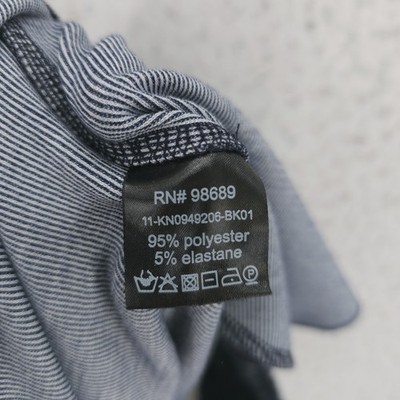 RN# 98689
11-KN0949206-BK01
95% polyester
5% elastane